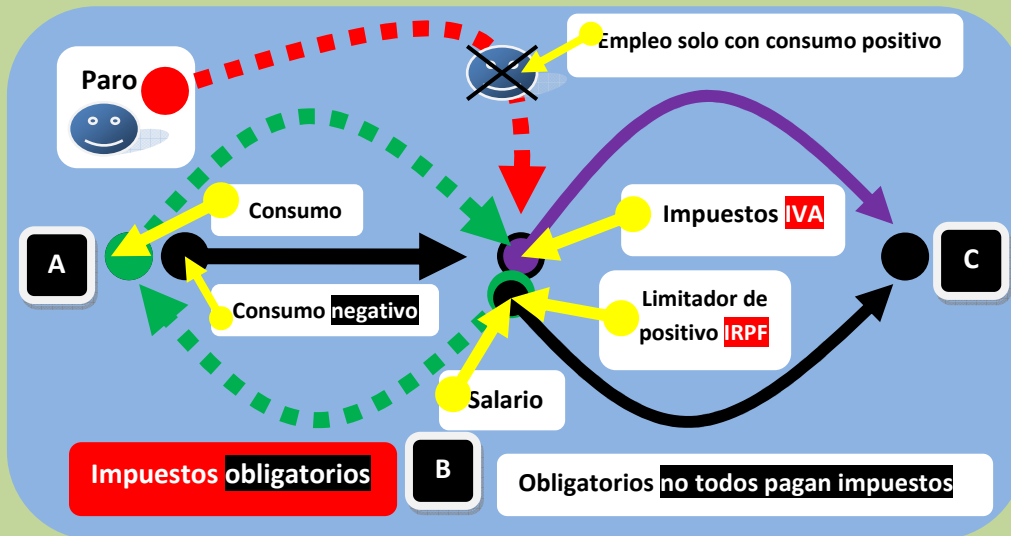 Empleo solo con consumo positivo
Paro
Consumo
Impuestos IVA
A
C
Consumo negativo
Limitador de
positivo IRPF
Salario
Impuestos obligatorios
B
Obligatorios no todos pagan impuestos